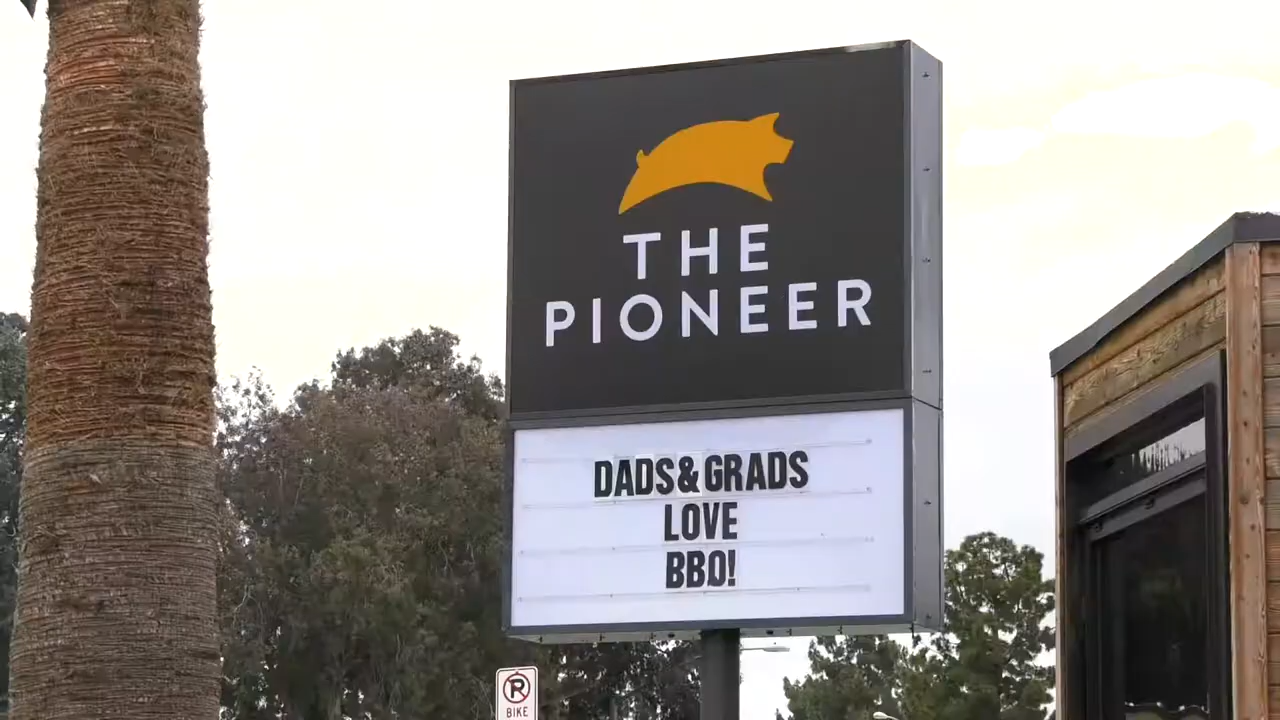 THE
PIONEER
DADS&GRADS
LOVE
BBQ!
P
BIKE